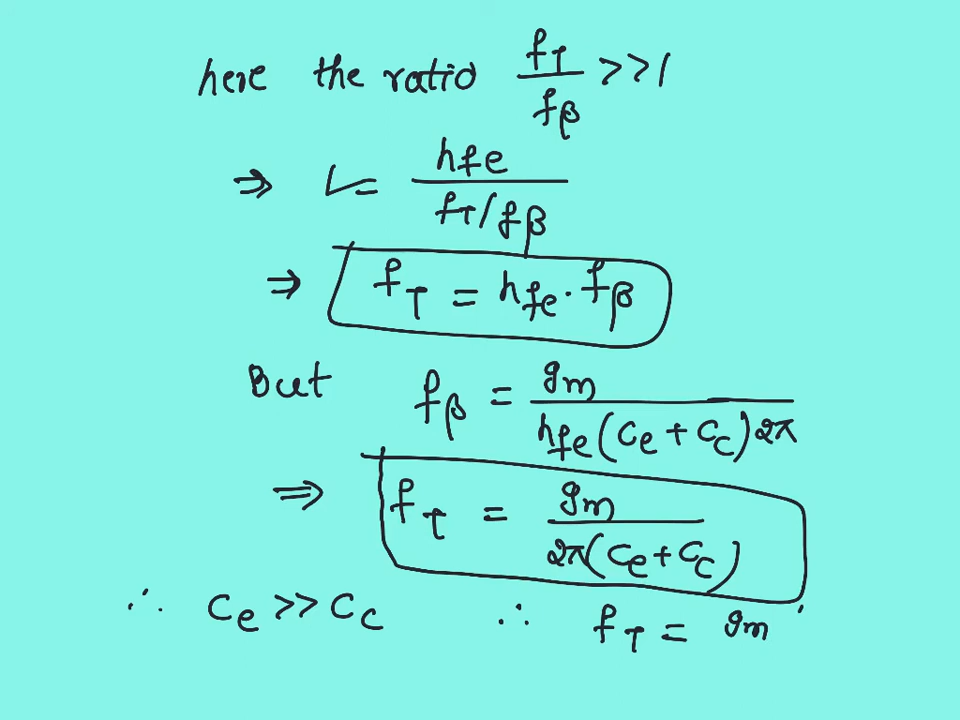 here the ratio fT/fβ >>1
⇒ 1 = hfe / (fT/fβ)
⇒ fT = hfe . fβ
But fβ = gm / hfe(Ce + Cc)2π
⇒ fT = gm / 2π(Ce + Cc)
∴ Ce >> Cc ∴ fT = gm